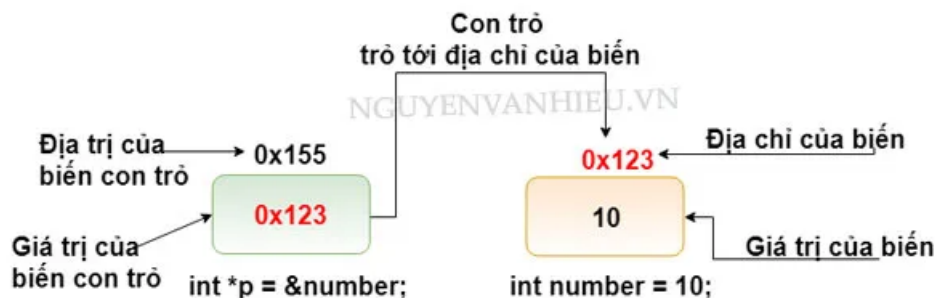 Con trỏ
trỏ tới địa chỉ của biến
NGUYENVANHIEU.VN
Địa trị của
biến con trỏ
0x155
0x123
Địa chỉ của biến
0x123
10
Giá trị của
biến con trỏ
Giá trị của biến
int *p = &number;
int number = 10;